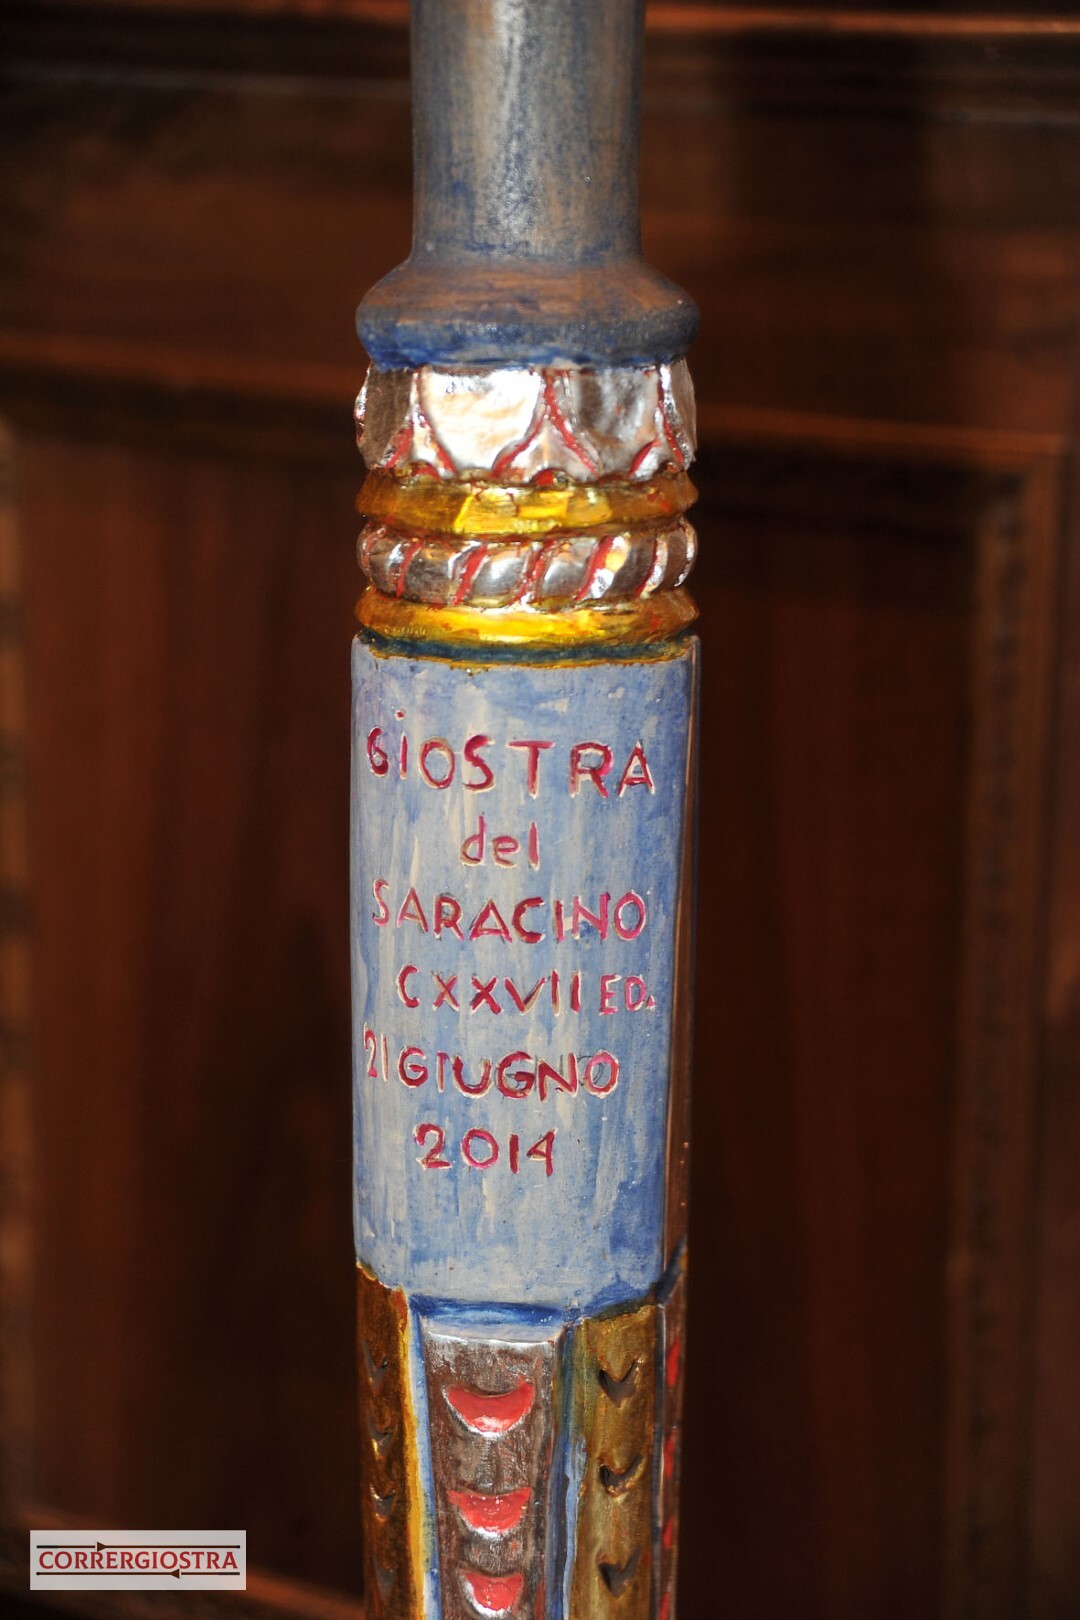 GIOSTRA
del
SARACINO
CXXVII ED.
21 GIUGNO
2014
CORRERGIOSTRA